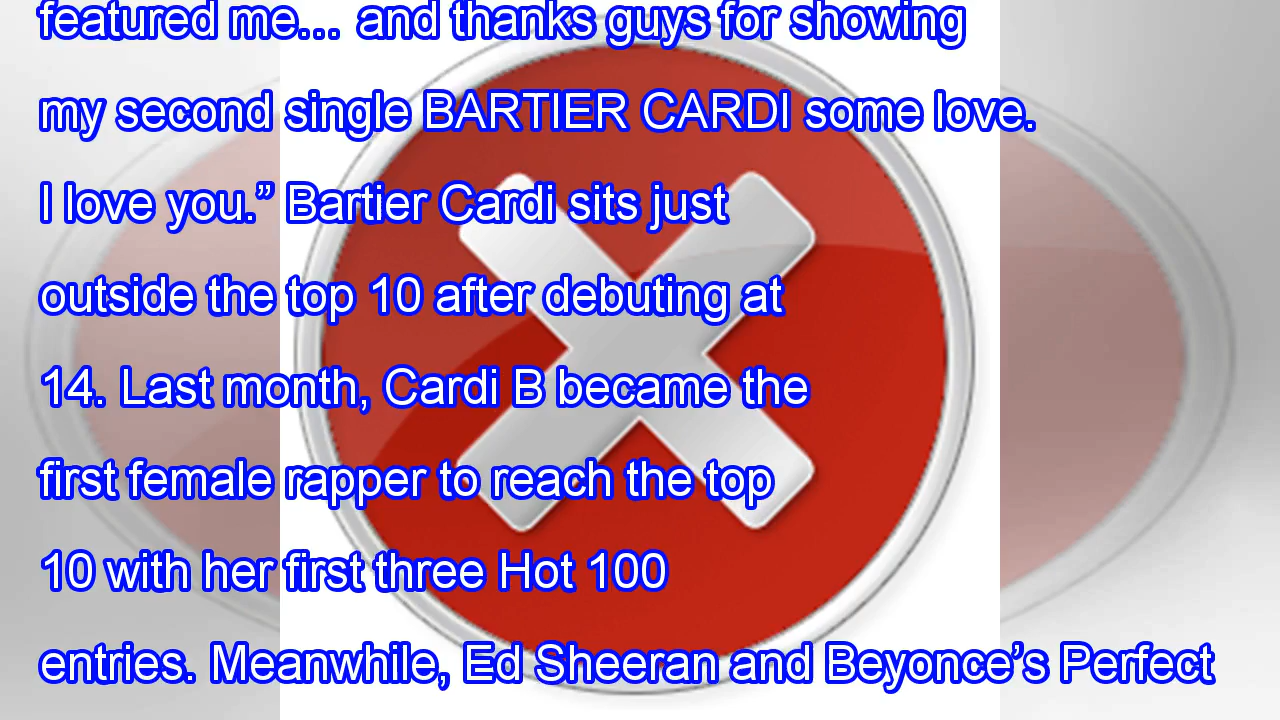 featured me... and thanks guys for showing
my second single BARTIER CARDI some love.
I love you.” Bartier Cardi sits just
outside the top 10 after debuting at
14. Last month, Cardi B became the
first female rapper to reach the top
10 with her first three Hot 100
entries. Meanwhile, Ed Sheeran and Beyonce’s Perfect